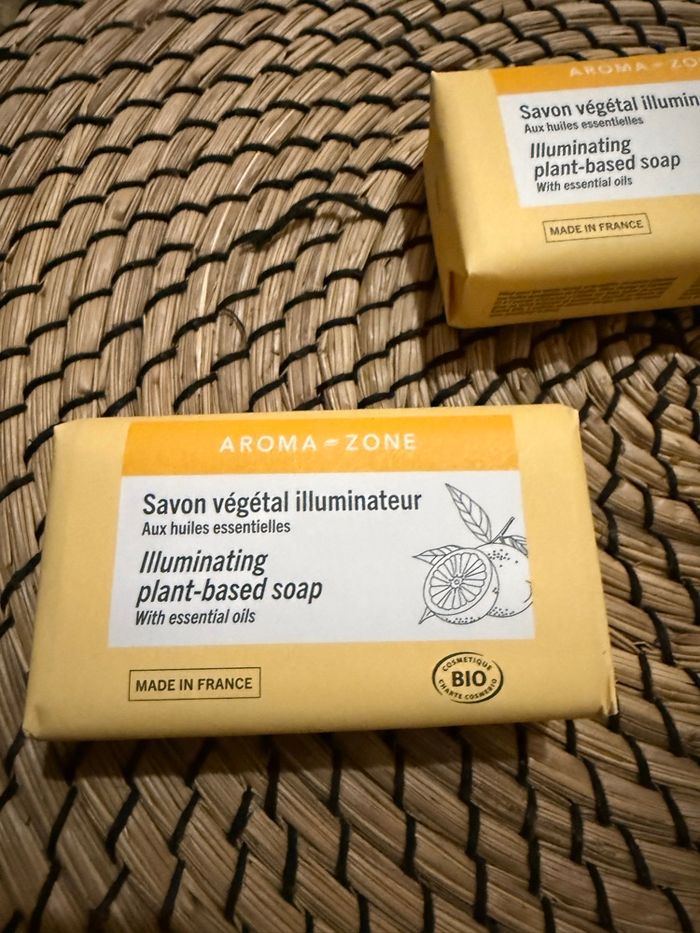 AROMA ZONE
Savon végétal illuminateur
Aux huiles essentielles
Illuminating
plant-based soap
With essential oils
MADE IN FRANCE
COSMETIQUE
BIO
CHARTE COSMEBIO
AROMA ZO
Savon végétal illumin
Aux huiles essentielles
Illuminating
plant-based soap
With essential oils
MADE IN FRANCE